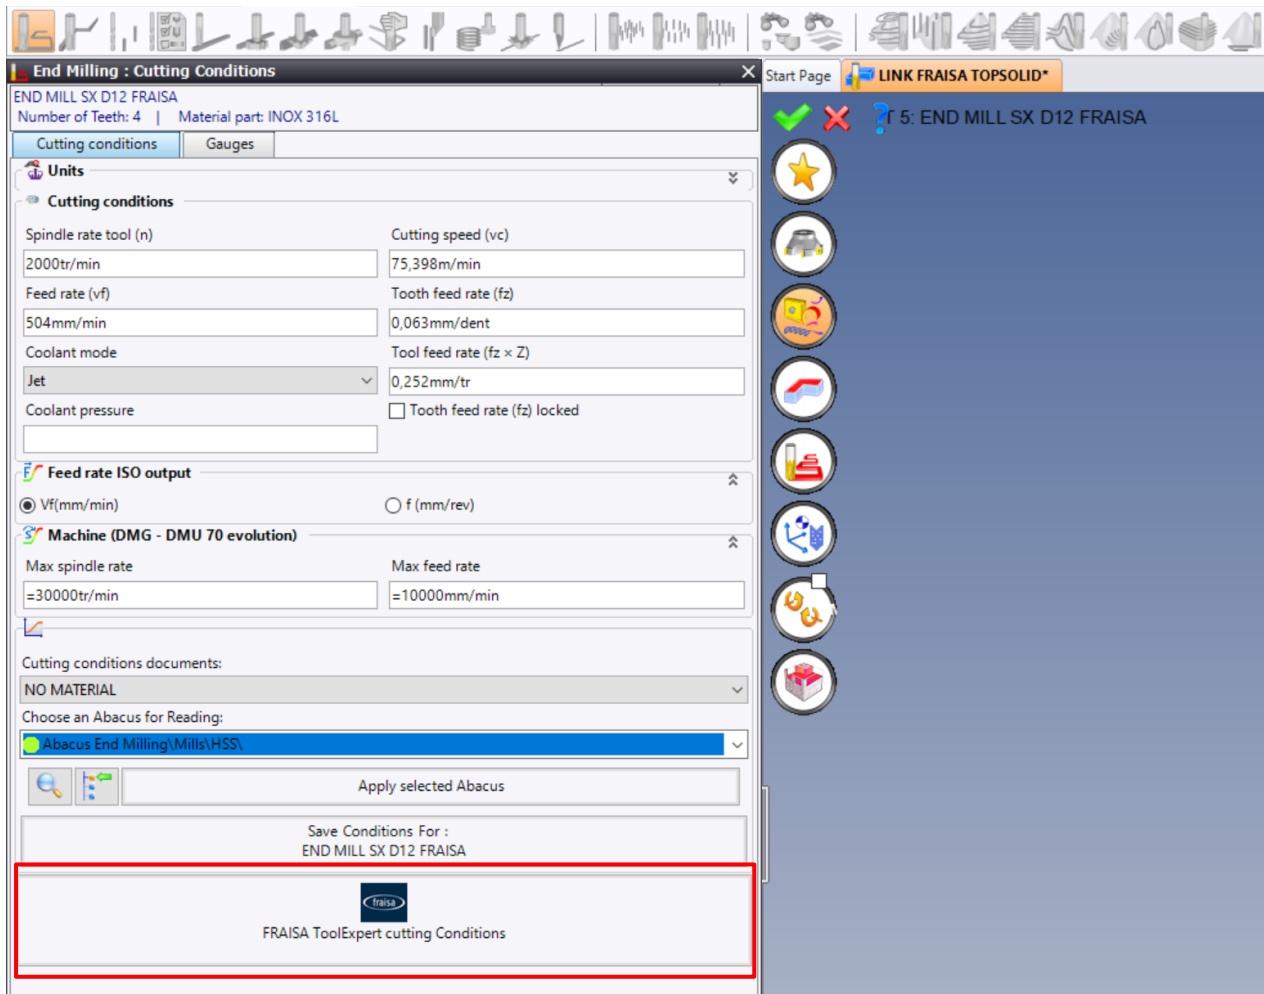 End Milling : Cutting Conditions
Start Page
LINK FRAISA TOPSOLID*
END MILL SX D12 FRAISA
Number of Teeth: 4 | Material part: INOX 316L
T 5: END MILL SX D12 FRAISA
Cutting conditions
Gauges
Units
Cutting conditions
Spindle rate tool (n)
Cutting speed (vc)
2000tr/min
75,398m/min
Feed rate (vf)
Tooth feed rate (fz)
504mm/min
0,063mm/dent
Coolant mode
Tool feed rate (fz × Z)
Jet
0,252mm/tr
Coolant pressure
Tooth feed rate (fz) locked
Feed rate ISO output
Vf(mm/min)
f (mm/rev)
Machine (DMG - DMU 70 evolution)
Max spindle rate
Max feed rate
=30000tr/min
=10000mm/min
Cutting conditions documents:
NO MATERIAL
Choose an Abacus for Reading:
Abacus End Milling\Mills\HSS\
Apply selected Abacus
Save Conditions For :
END MILL SX D12 FRAISA
fraisa
FRAISA ToolExpert cutting Conditions